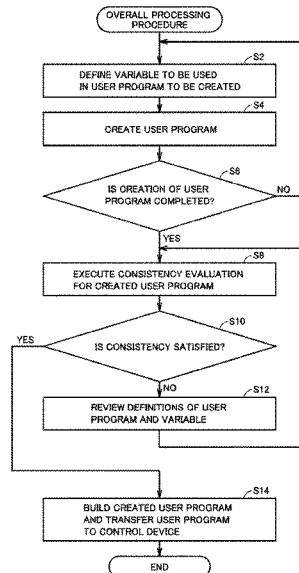 OVERALL PROCESSING
PROCEDURE
S2
DEFINE VARIABLE TO BE USED
IN USER PROGRAM TO BE CREATED
S4
CREATE USER PROGRAM
S6
IS CREATION OF USER
PROGRAM COMPLETED?
NO
YES
S8
EXECUTE CONSISTENCY EVALUATION
FOR CREATED USER PROGRAM
S10
YES
IS CONSISTENCY SATISFIED?
NO
S12
REVIEW DEFINITIONS OF USER
PROGRAM AND VARIABLE
S14
BUILD CREATED USER PROGRAM
AND TRANSFER USER PROGRAM
TO CONTROL DEVICE
END